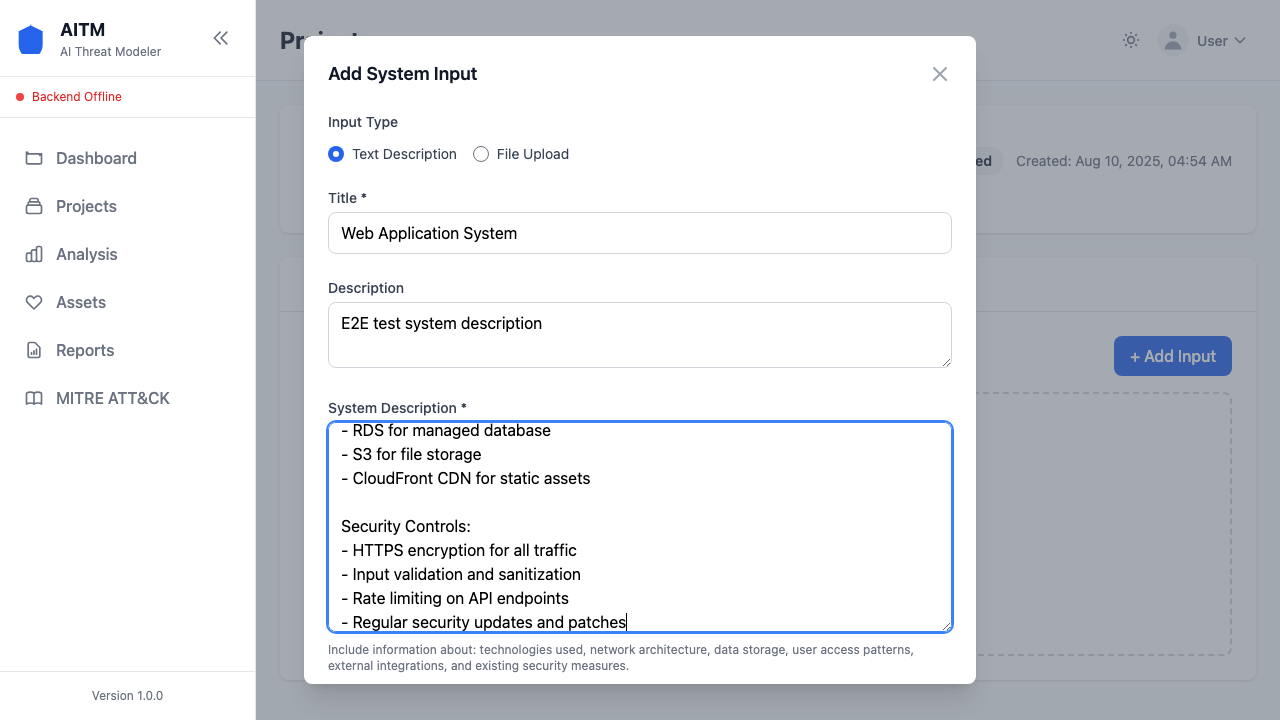 AITM
AI Threat Modeler
Backend Offline
Dashboard
Projects
Analysis
Assets
Reports
MITRE ATT&CK
Version 1.0.0
User
Created: Aug 10, 2025, 04:54 AM
+ Add Input
Add System Input
Input Type
Text Description
File Upload
Title *
Web Application System
Description
E2E test system description
System Description *
- RDS for managed database
- S3 for file storage
- CloudFront CDN for static assets
Security Controls:
- HTTPS encryption for all traffic
- Input validation and sanitization
- Rate limiting on API endpoints
- Regular security updates and patches
Include information about: technologies used, network architecture, data storage, user access patterns,
external integrations, and existing security measures.